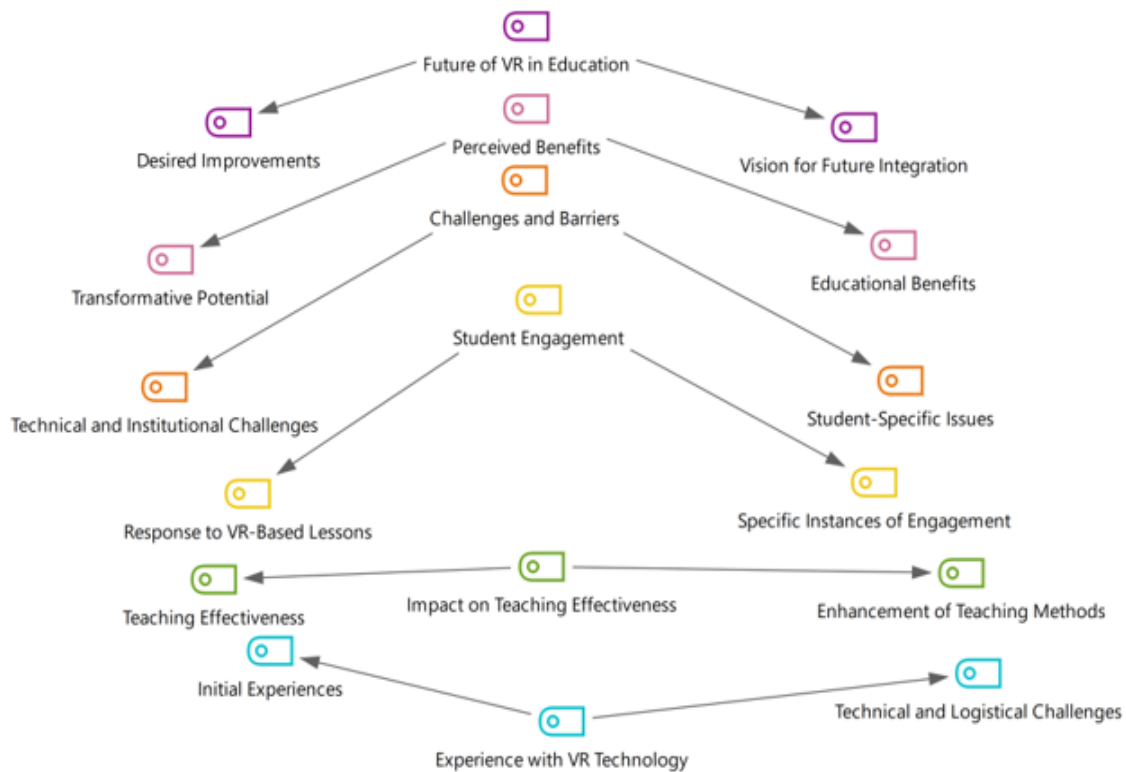 Future of VR in Education
Desired Improvements
Perceived Benefits
Vision for Future Integration
Challenges and Barriers
Transformative Potential
Educational Benefits
Student Engagement
Technical and Institutional Challenges
Student-Specific Issues
Response to VR-Based Lessons
Specific Instances of Engagement
Teaching Effectiveness
Impact on Teaching Effectiveness
Enhancement of Teaching Methods
Initial Experiences
Technical and Logistical Challenges
Experience with VR Technology